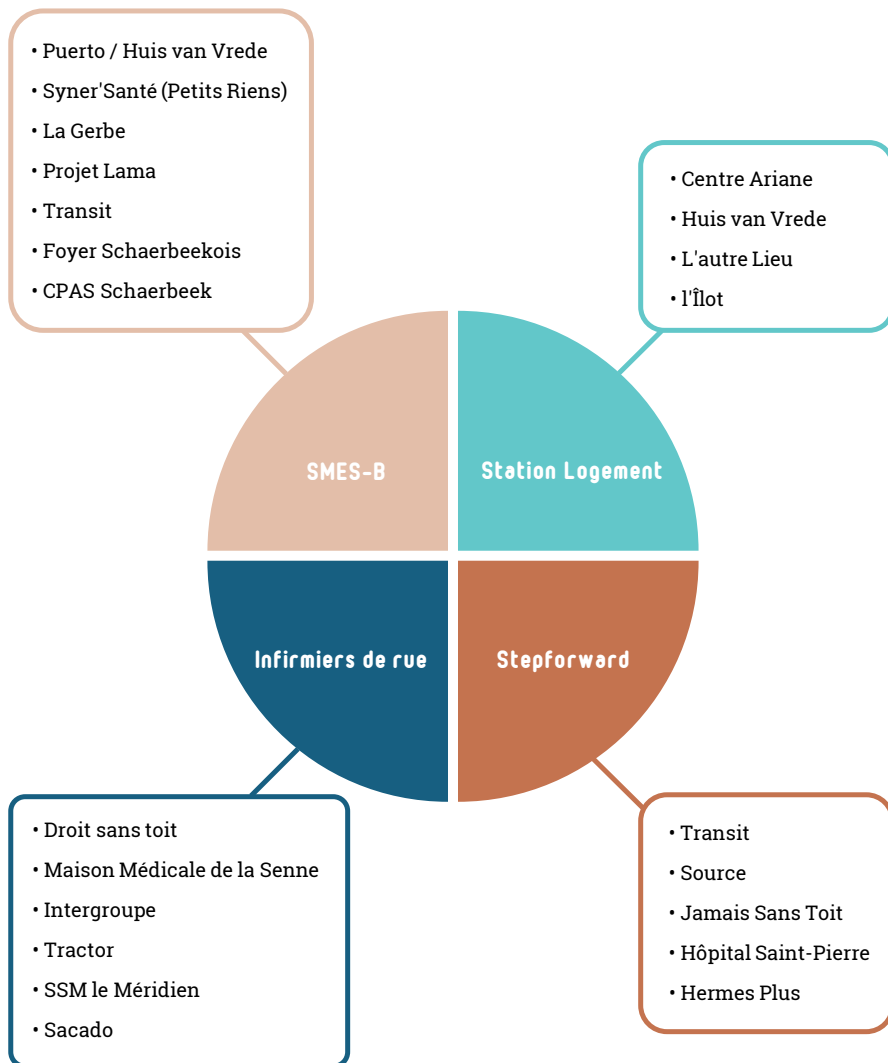 • Puerto / Huis van Vrede
• Syner'Santé (Petits Riens)
• La Gerbe
• Projet Lama
• Transit
• Foyer Schaerbeekois
• CPAS Schaerbeek
• Centre Ariane
• Huis van Vrede
• L'autre Lieu
• l'Îlot
SMES-B
Station Logement
Infirmiers de rue
Stepforward
• Droit sans toit
• Maison Médicale de la Senne
• Intergroupe
• Tractor
• SSM le Méridien
• Sacado
• Transit
• Source
• Jamais Sans Toit
• Hôpital Saint-Pierre
• Hermes Plus